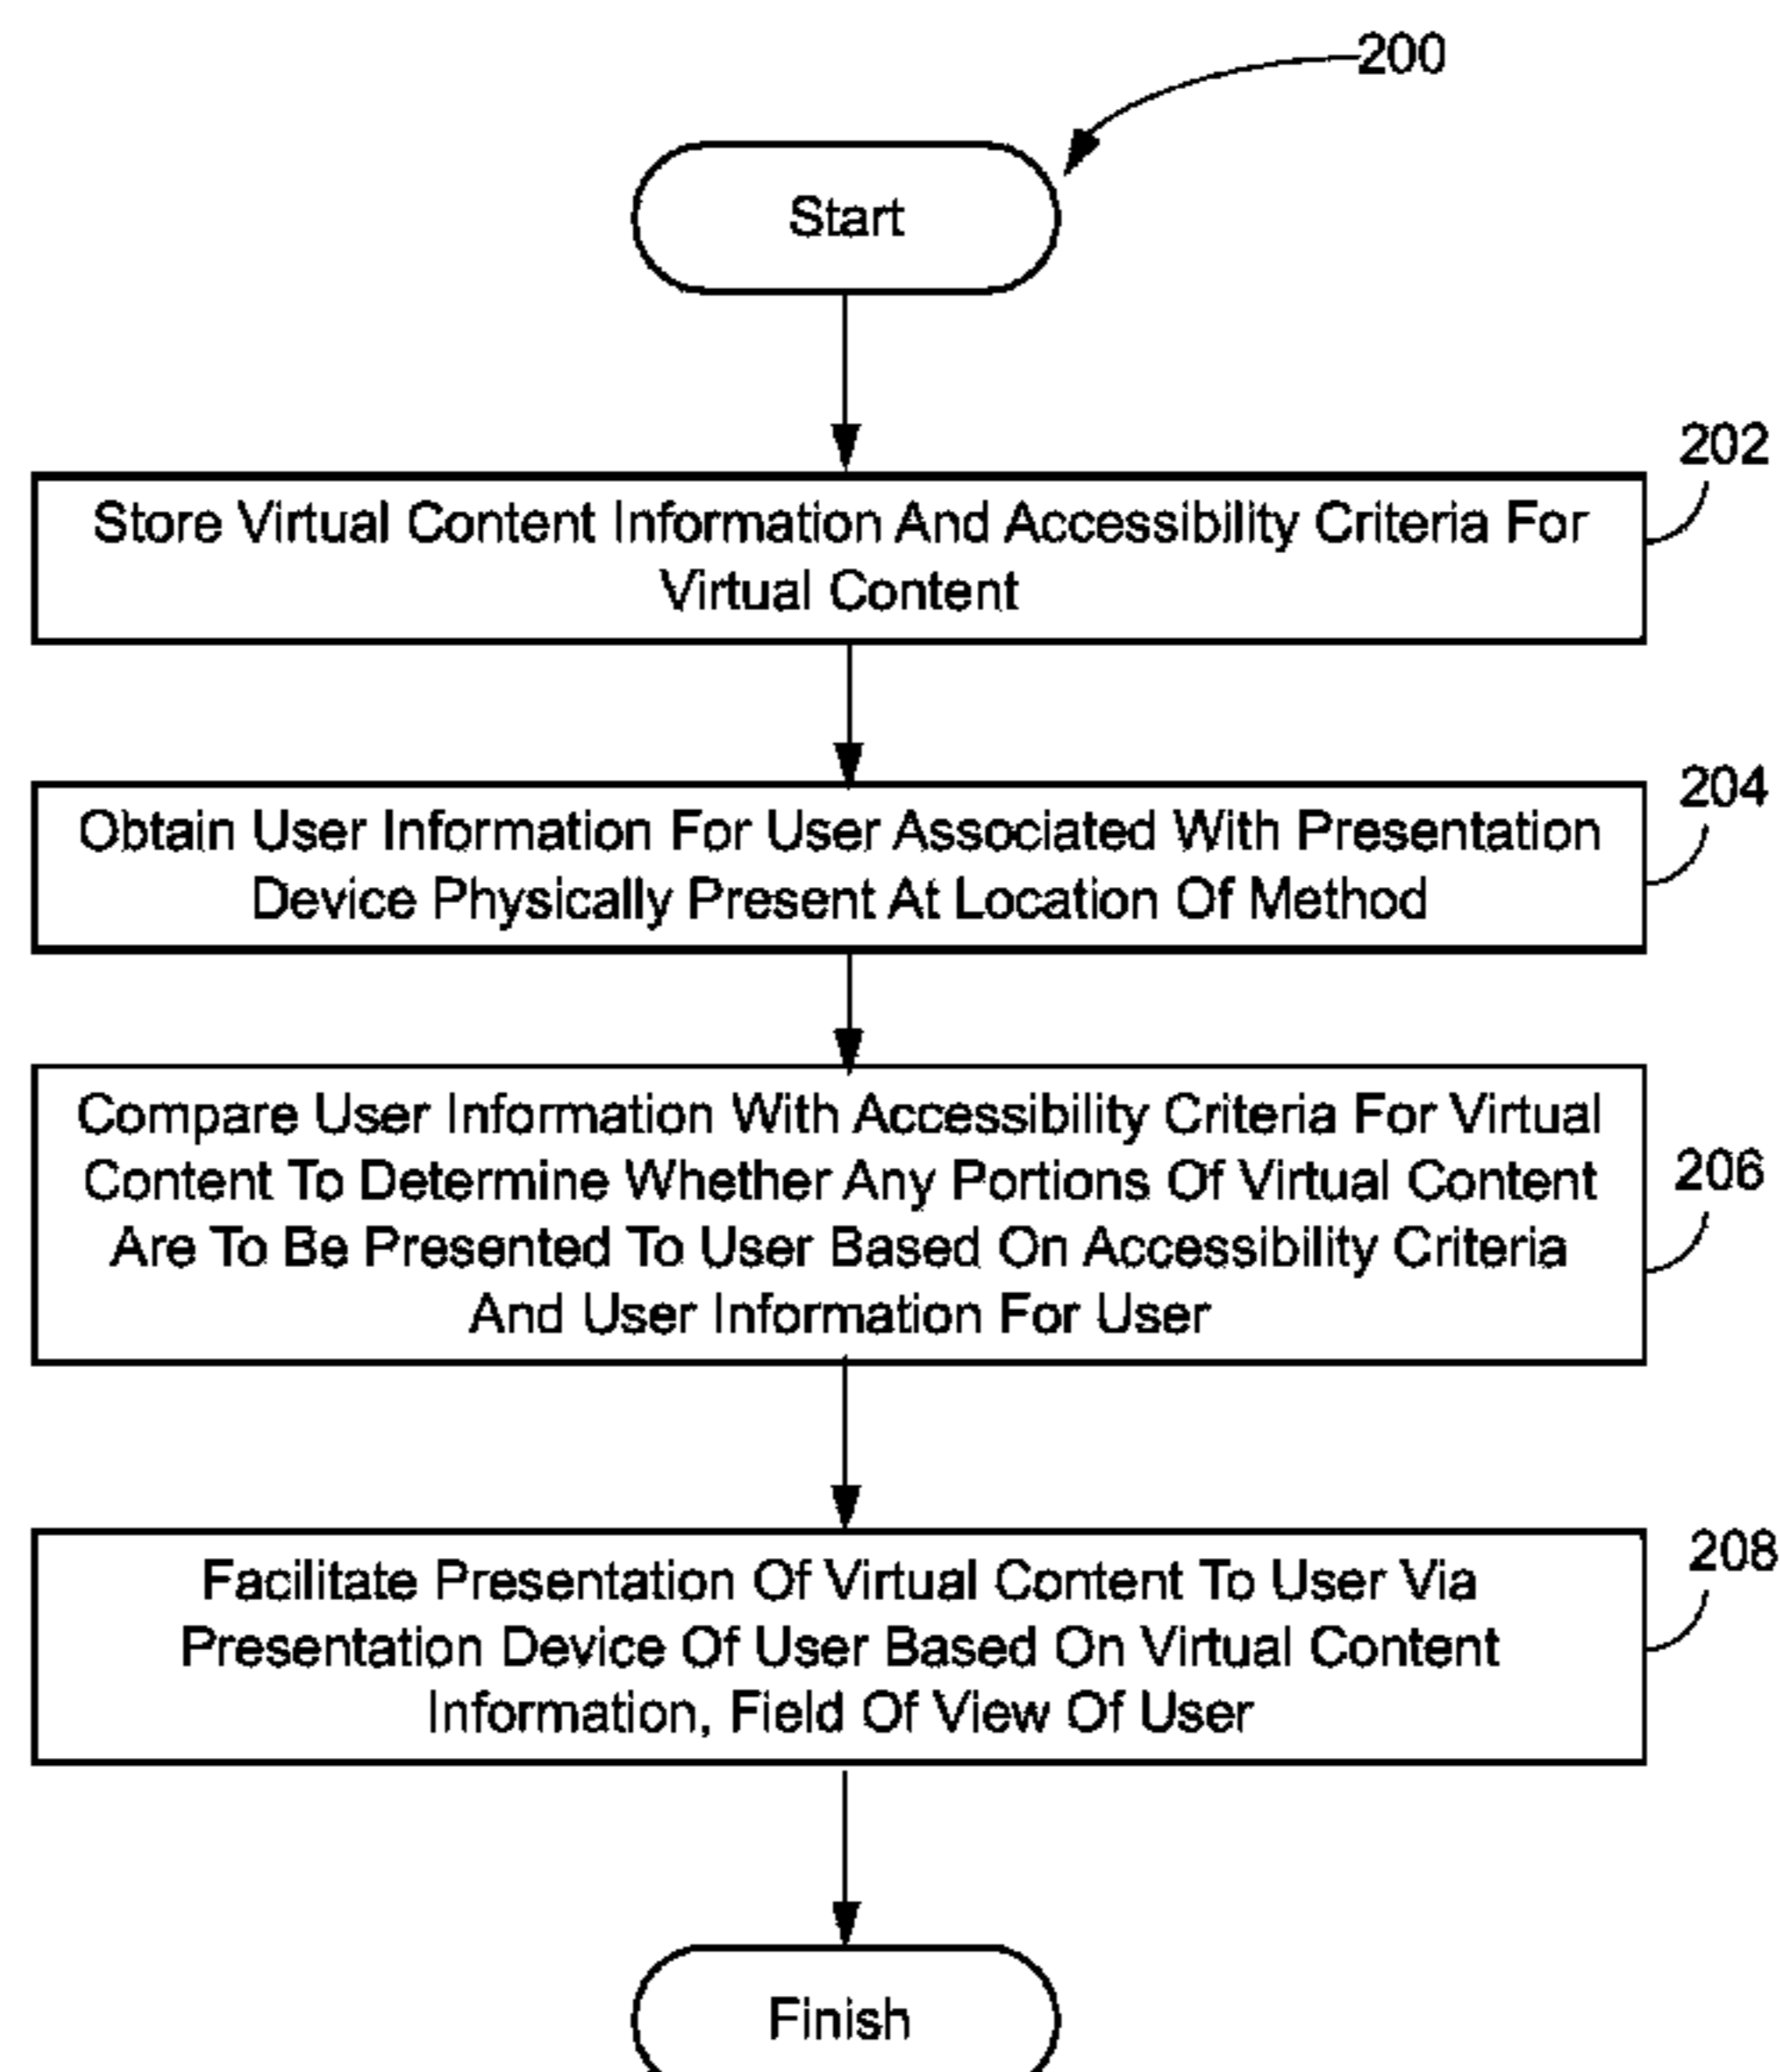 200
Start
202
Store Virtual Content Information And Accessibility Criteria For
Virtual Content
204
Obtain User Information For User Associated With Presentation
Device Physically Present At Location Of Method
Compare User Information With Accessibility Criteria For Virtual
Content To Determine Whether Any Portions Of Virtual Content
206
Are To Be Presented To User Based On Accessibility Criteria
And User Information For User
208
Facilitate Presentation Of Virtual Content To User Via
Presentation Device Of User Based On Virtual Content
Information, Field Of View Of User
Finish